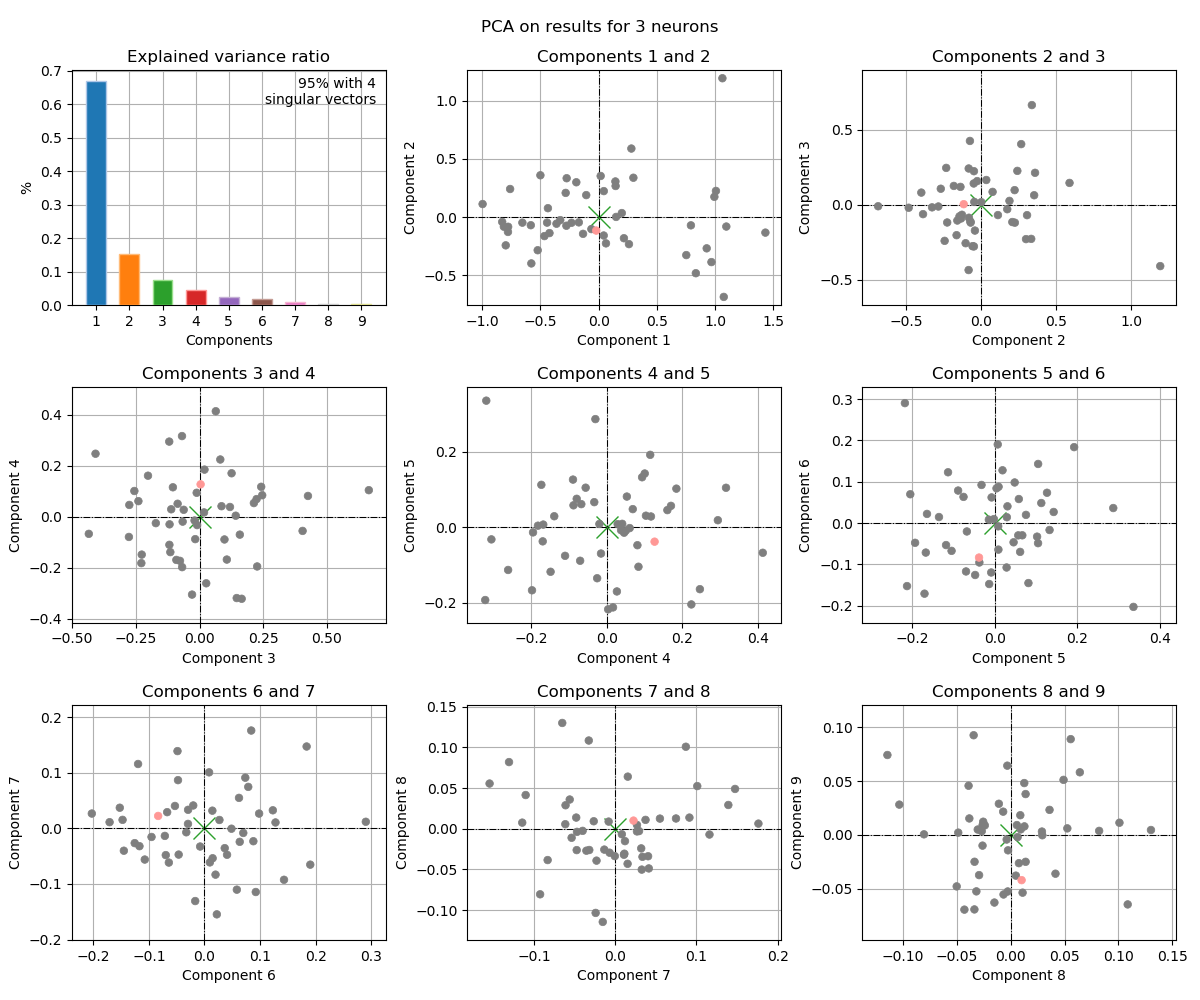 PCA on results for 3 neurons
Explained variance ratio
%
0.7
0.6
0.5
0.4
0.3
0.2
0.1
0.0
95% with 4
singular vectors
1 2 3 4 5 6 7 8 9
Components
Components 1 and 2
Component 2
1.0
0.5
0.0
−0.5
−1.0 −0.5 0.0 0.5 1.0 1.5
Component 1
Components 2 and 3
Component 3
0.5
0.0
−0.5
−0.5 0.0 0.5 1.0
Component 2
Components 3 and 4
Component 4
0.4
0.2
0.0
−0.2
−0.4
−0.50 −0.25 0.00 0.25 0.50
Component 3
Components 4 and 5
Component 5
0.2
0.0
−0.2
−0.2 0.0 0.2 0.4
Component 4
Components 5 and 6
Component 6
0.3
0.2
0.1
0.0
−0.1
−0.2
−0.2 0.0 0.2 0.4
Component 5
Components 6 and 7
Component 7
0.2
0.1
0.0
−0.1
−0.2
−0.2 −0.1 0.0 0.1 0.2 0.3
Component 6
Components 7 and 8
Component 8
0.15
0.10
0.05
0.00
−0.05
−0.10
−0.1 0.0 0.1 0.2
Component 7
Components 8 and 9
Component 9
0.10
0.05
0.00
−0.05
−0.10 −0.05 0.00 0.05 0.10 0.15
Component 8